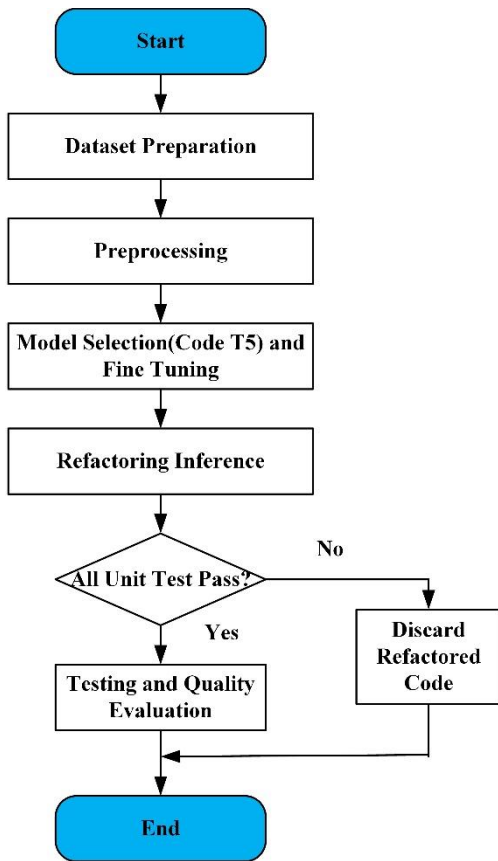 Start
Dataset Preparation
Preprocessing
Model Selection(Code T5) and
Fine Tuning
Refactoring Inference
All Unit Test Pass?
No
Yes
Discard
Refactored
Code
Testing and Quality
Evaluation
End